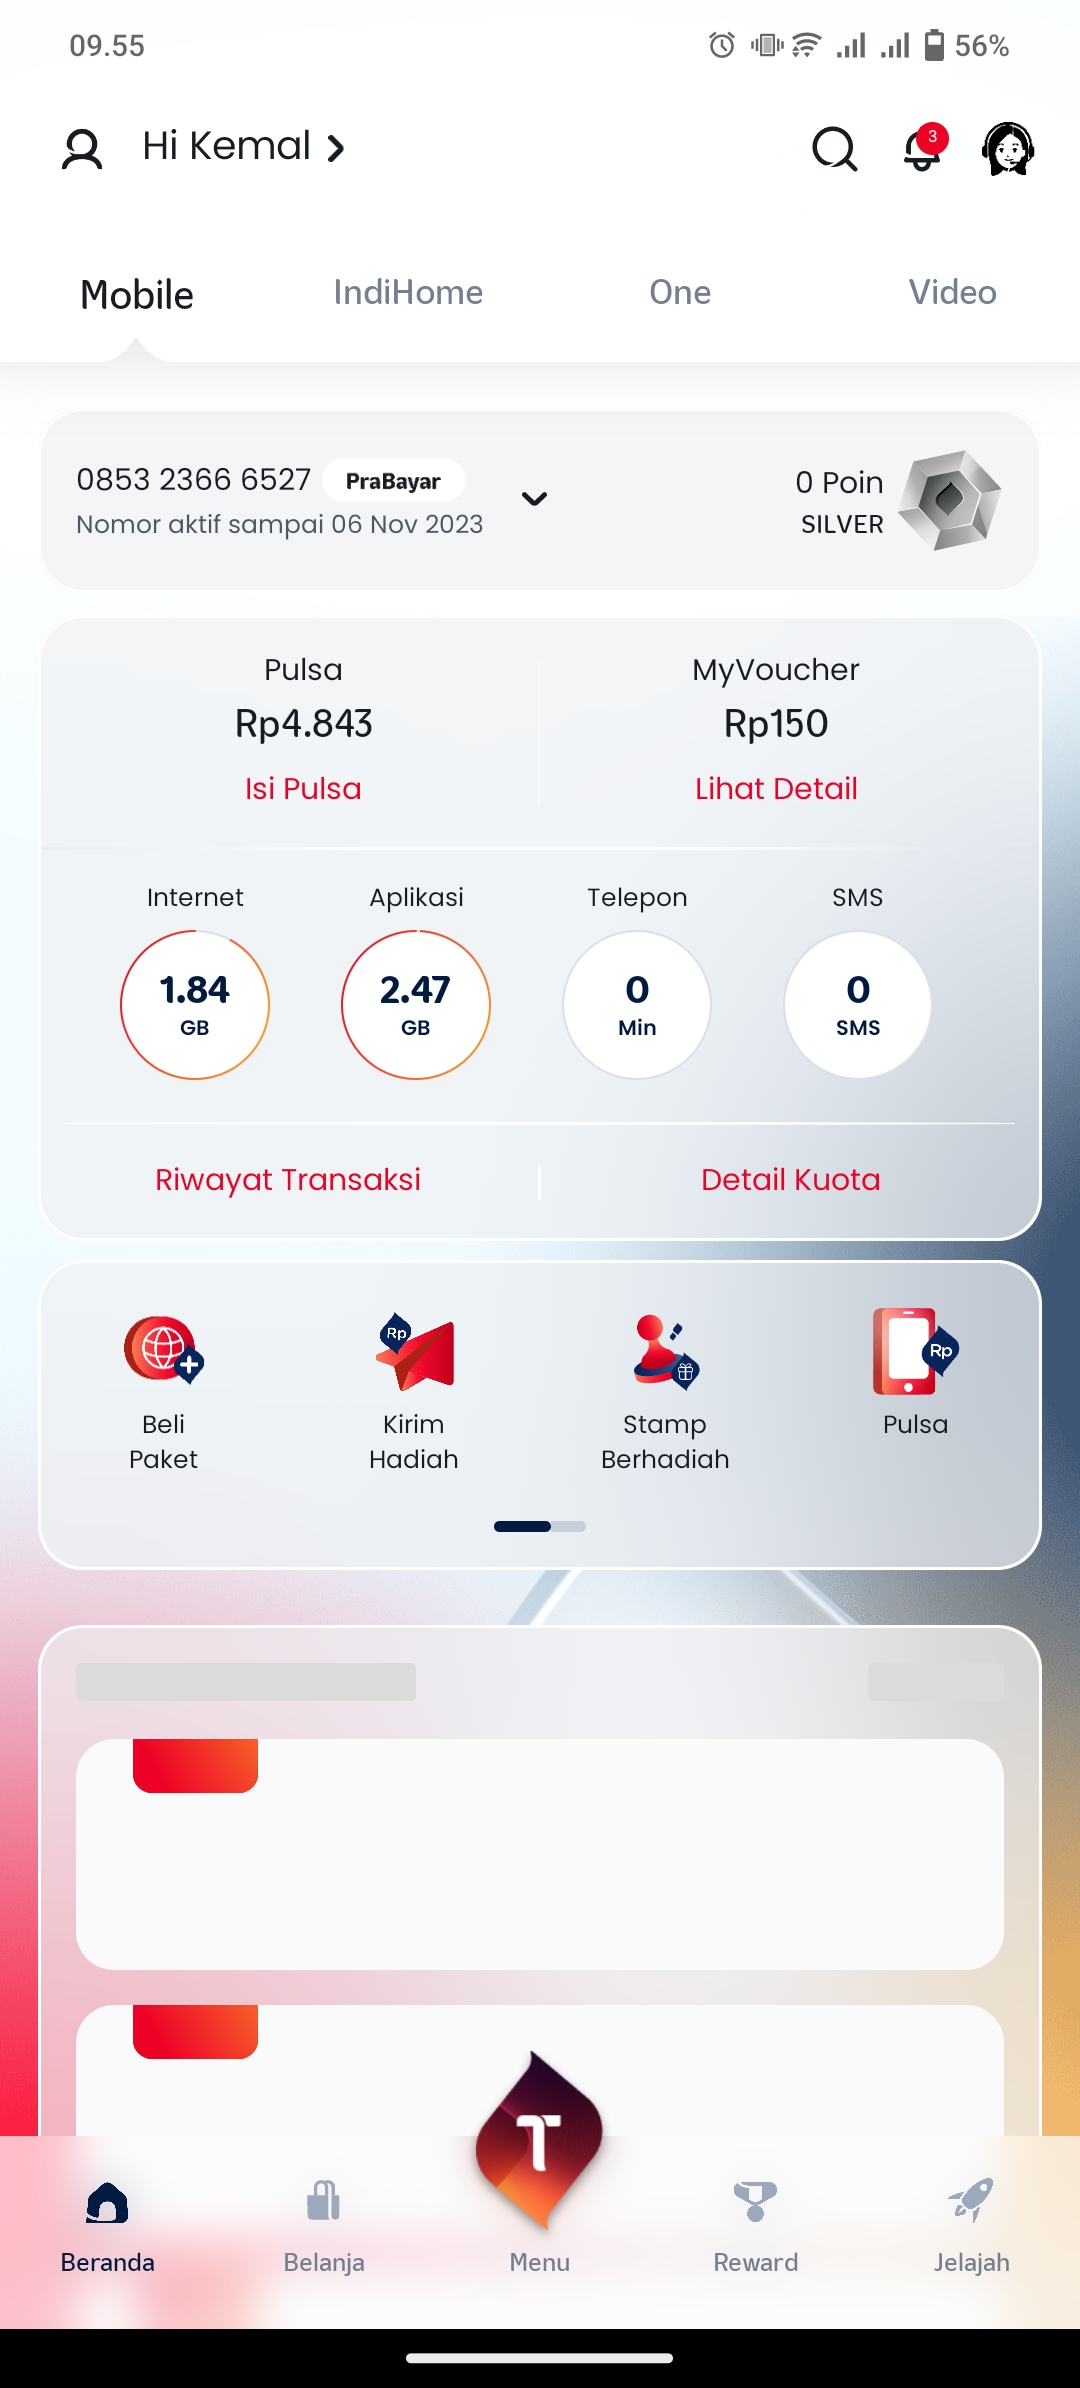 09.55
56%
Hi Kemal
3
Mobile
IndiHome
One
Video
0853 2366 6527 PraBayar
Nomor aktif sampai 06 Nov 2023
0 Poin
SILVER
Pulsa
Rp4.843
Isi Pulsa
MyVoucher
Rp150
Lihat Detail
Internet
1.84
GB
Aplikasi
2.47
GB
Telepon
0
Min
SMS
0
SMS
Riwayat Transaksi
Detail Kuota
Beli
Paket
Rp
Kirim
Hadiah
Stamp
Berhadiah
Rp
Pulsa
T
Beranda
Belanja
Menu
Reward
Jelajah